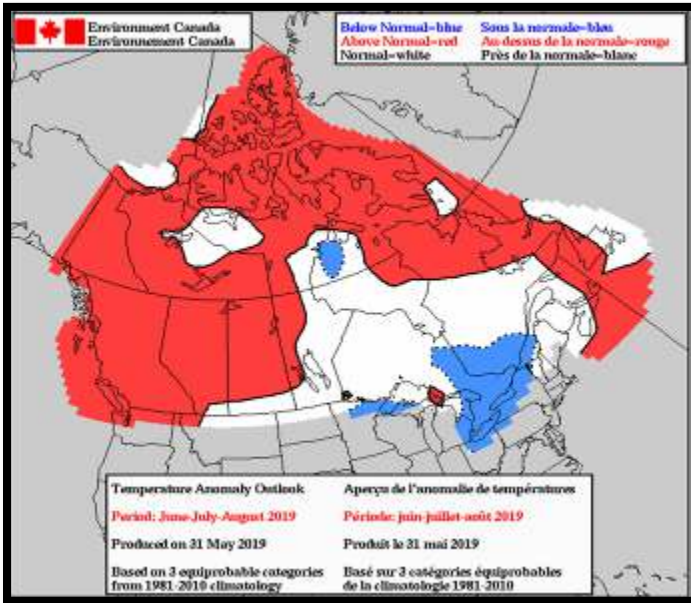 Environment Canada
Environnement Canada
Below Normal-blue Sous la normale-bleu
Above Normal-red Au-dessus de la normale-rouge
Normal-white Près de la normale-blanc
Temperature Anomaly Outlook Aperçu de l'anomalie de températures
Period: June-July-August 2019 Période: juin-juillet-août 2019
Produced on 31 May 2019 Produit le 31 mai 2019
Based on 3 equiprobable categories Basé sur 3 catégories équiprobables
from 1981-2010 climatology de la climatologie 1981-2010